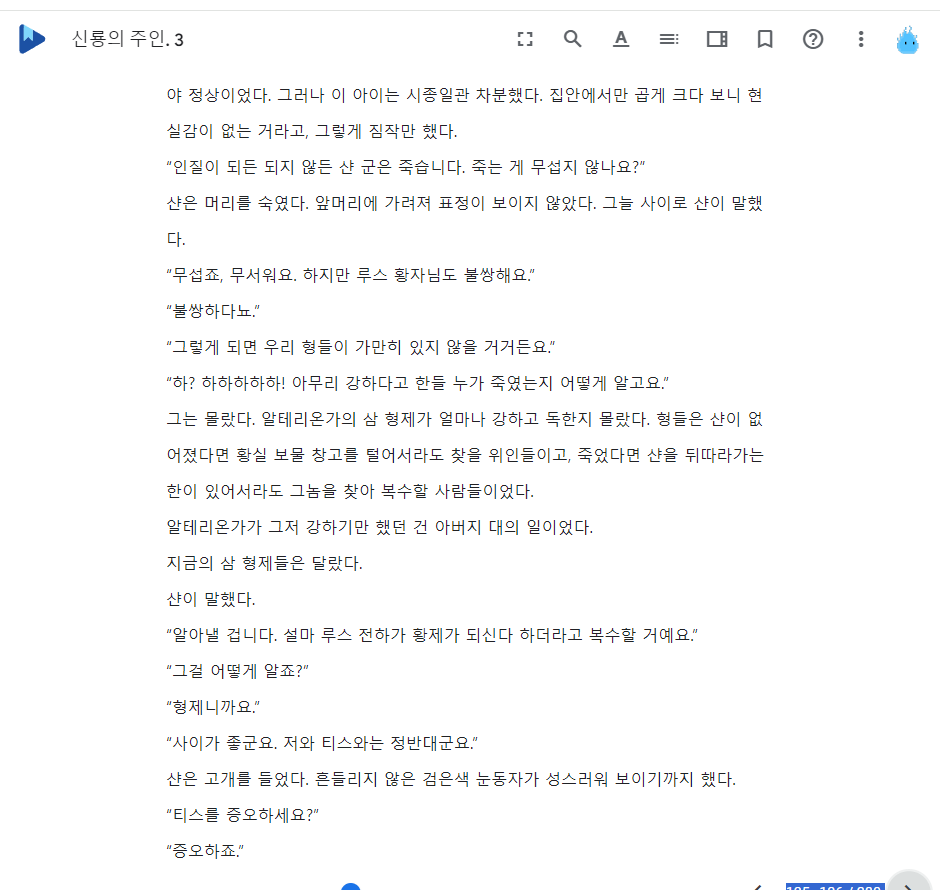 신룡의 주인. 3
야 정상이었다. 그러나 이 아이는 시종일관 차분했다. 집안에서만 곱게 크다 보니 현
실감이 없는 거라고, 그렇게 짐작만 했다.
“인질이 되든 되지 않든 샨 군은 죽습니다. 죽는 게 무섭지 않나요?”
샨은 머리를 숙였다. 앞머리에 가려져 표정이 보이지 않았다. 그늘 사이로 샨이 말했
다.
“무섭죠, 무서워요. 하지만 루스 황자님도 불쌍해요.”
“불쌍하다뇨.”
“그렇게 되면 우리 형들이 가만히 있지 않을 거거든요.”
“하? 하하하하하! 아무리 강하다고 한들 누가 죽였는지 어떻게 알고요.”
그는 몰랐다. 알테리온가의 삼 형제가 얼마나 강하고 독한지 몰랐다. 형들은 샨이 없
어졌다면 황실 보물 창고를 털어서라도 찾을 위인들이고, 죽었다면 샨을 뒤따라가는
한이 있어서라도 그놈을 찾아 복수할 사람들이었다.
알테리온가가 그저 강하기만 했던 건 아버지 대의 일이었다.
지금의 삼 형제들은 달랐다.
샨이 말했다.
“알아낼 겁니다. 설마 루스 전하가 황제가 되신다 하더라고 복수할 거예요.”
“그걸 어떻게 알죠?”
“형제니까요.”
“사이가 좋군요. 저와 티스와는 정반대군요.”
샨은 고개를 들었다. 흔들리지 않은 검은색 눈동자가 성스러워 보이기까지 했다.
“티스를 증오하세요?”
“증오하죠.”